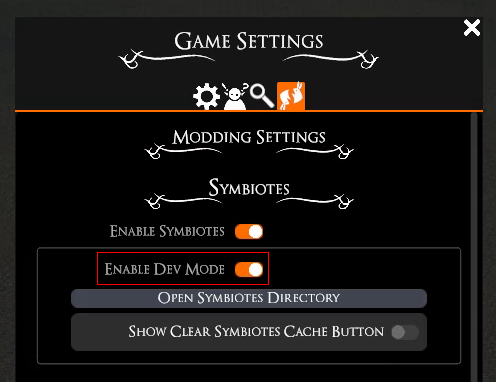 Game Settings
Modding Settings
Symbiotes
Enable Symbiotes
Enable Dev Mode
Open Symbiotes Directory
Show Clear Symbiotes Cache Button